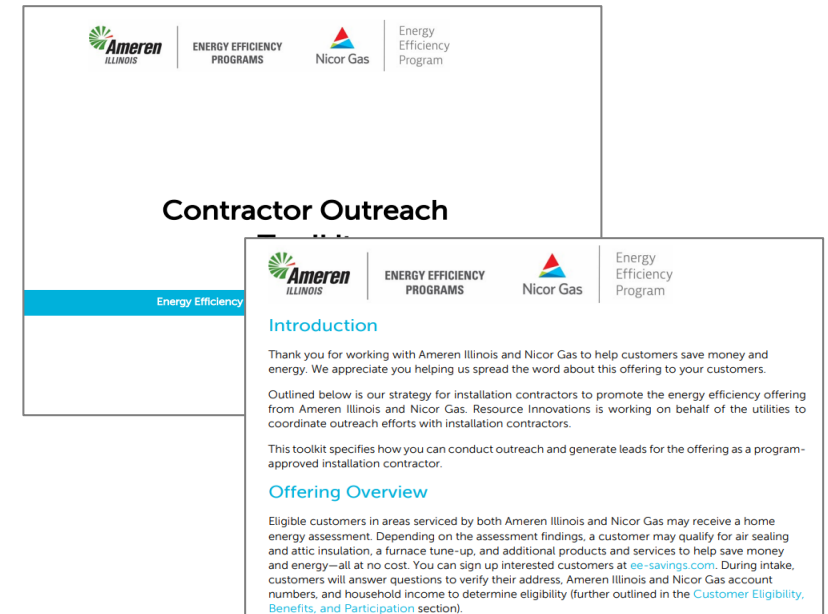 Ameren
ILLINOIS
ENERGY EFFICIENCY
PROGRAMS
Nicor Gas
Energy
Efficiency
Program
Contractor Outreach
Energy Efficiency
Ameren
ILLINOIS
ENERGY EFFICIENCY
PROGRAMS
Nicor Gas
Energy
Efficiency
Program
Introduction
Thank you for working with Ameren Illinois and Nicor Gas to help customers save money and
energy. We appreciate you helping us spread the word about this offering to your customers.
Outlined below is our strategy for installation contractors to promote the energy efficiency offering
from Ameren Illinois and Nicor Gas. Resource Innovations is working on behalf of the utilities to
coordinate outreach efforts with installation contractors.
This toolkit specifies how you can conduct outreach and generate leads for the offering as a program-
approved installation contractor.
Offering Overview
Eligible customers in areas serviced by both Ameren Illinois and Nicor Gas may receive a home
energy assessment. Depending on the assessment findings, a customer may qualify for air sealing
and attic insulation, a furnace tune-up, and additional products and services to help save money
and energy—all at no cost. You can sign up interested customers at ee-savings.com. During intake,
customers will answer questions to verify their address, Ameren Illinois and Nicor Gas account
numbers, and household income to determine eligibility (further outlined in the Customer Eligibility,
Benefits, and Participation section).